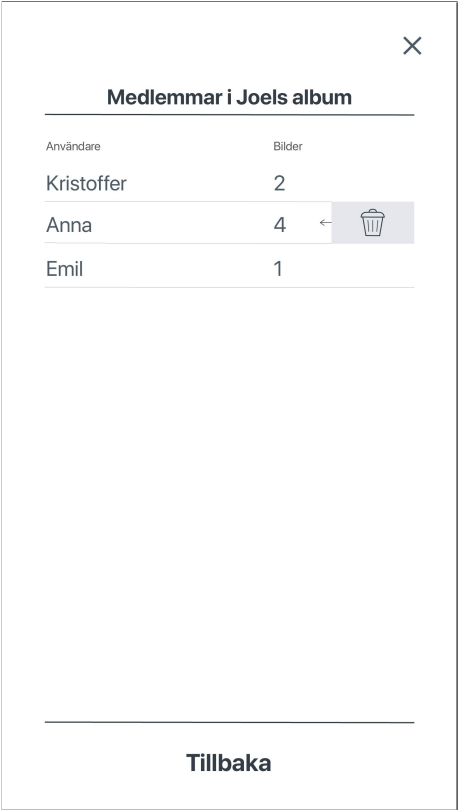 Medlemmar i Joels album
Användare Bilder
Kristoffer 2
Anna 4
Emil 1
Tillbaka